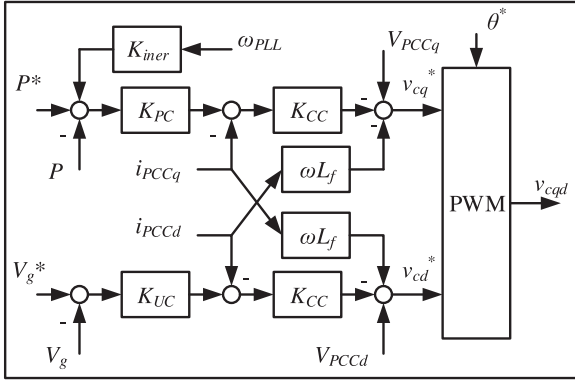 θ*
K_iner
ω_PLL
V_PCCq
P*
v_cq*
K_PC
K_CC
-
-
-
-
-
P
i_PCCq
ωL_f
v_cqd
PWM
i_PCCd
ωL_f
V_g*
v_cd*
K_UC
K_CC
-
-
-
V_g
V_PCCd